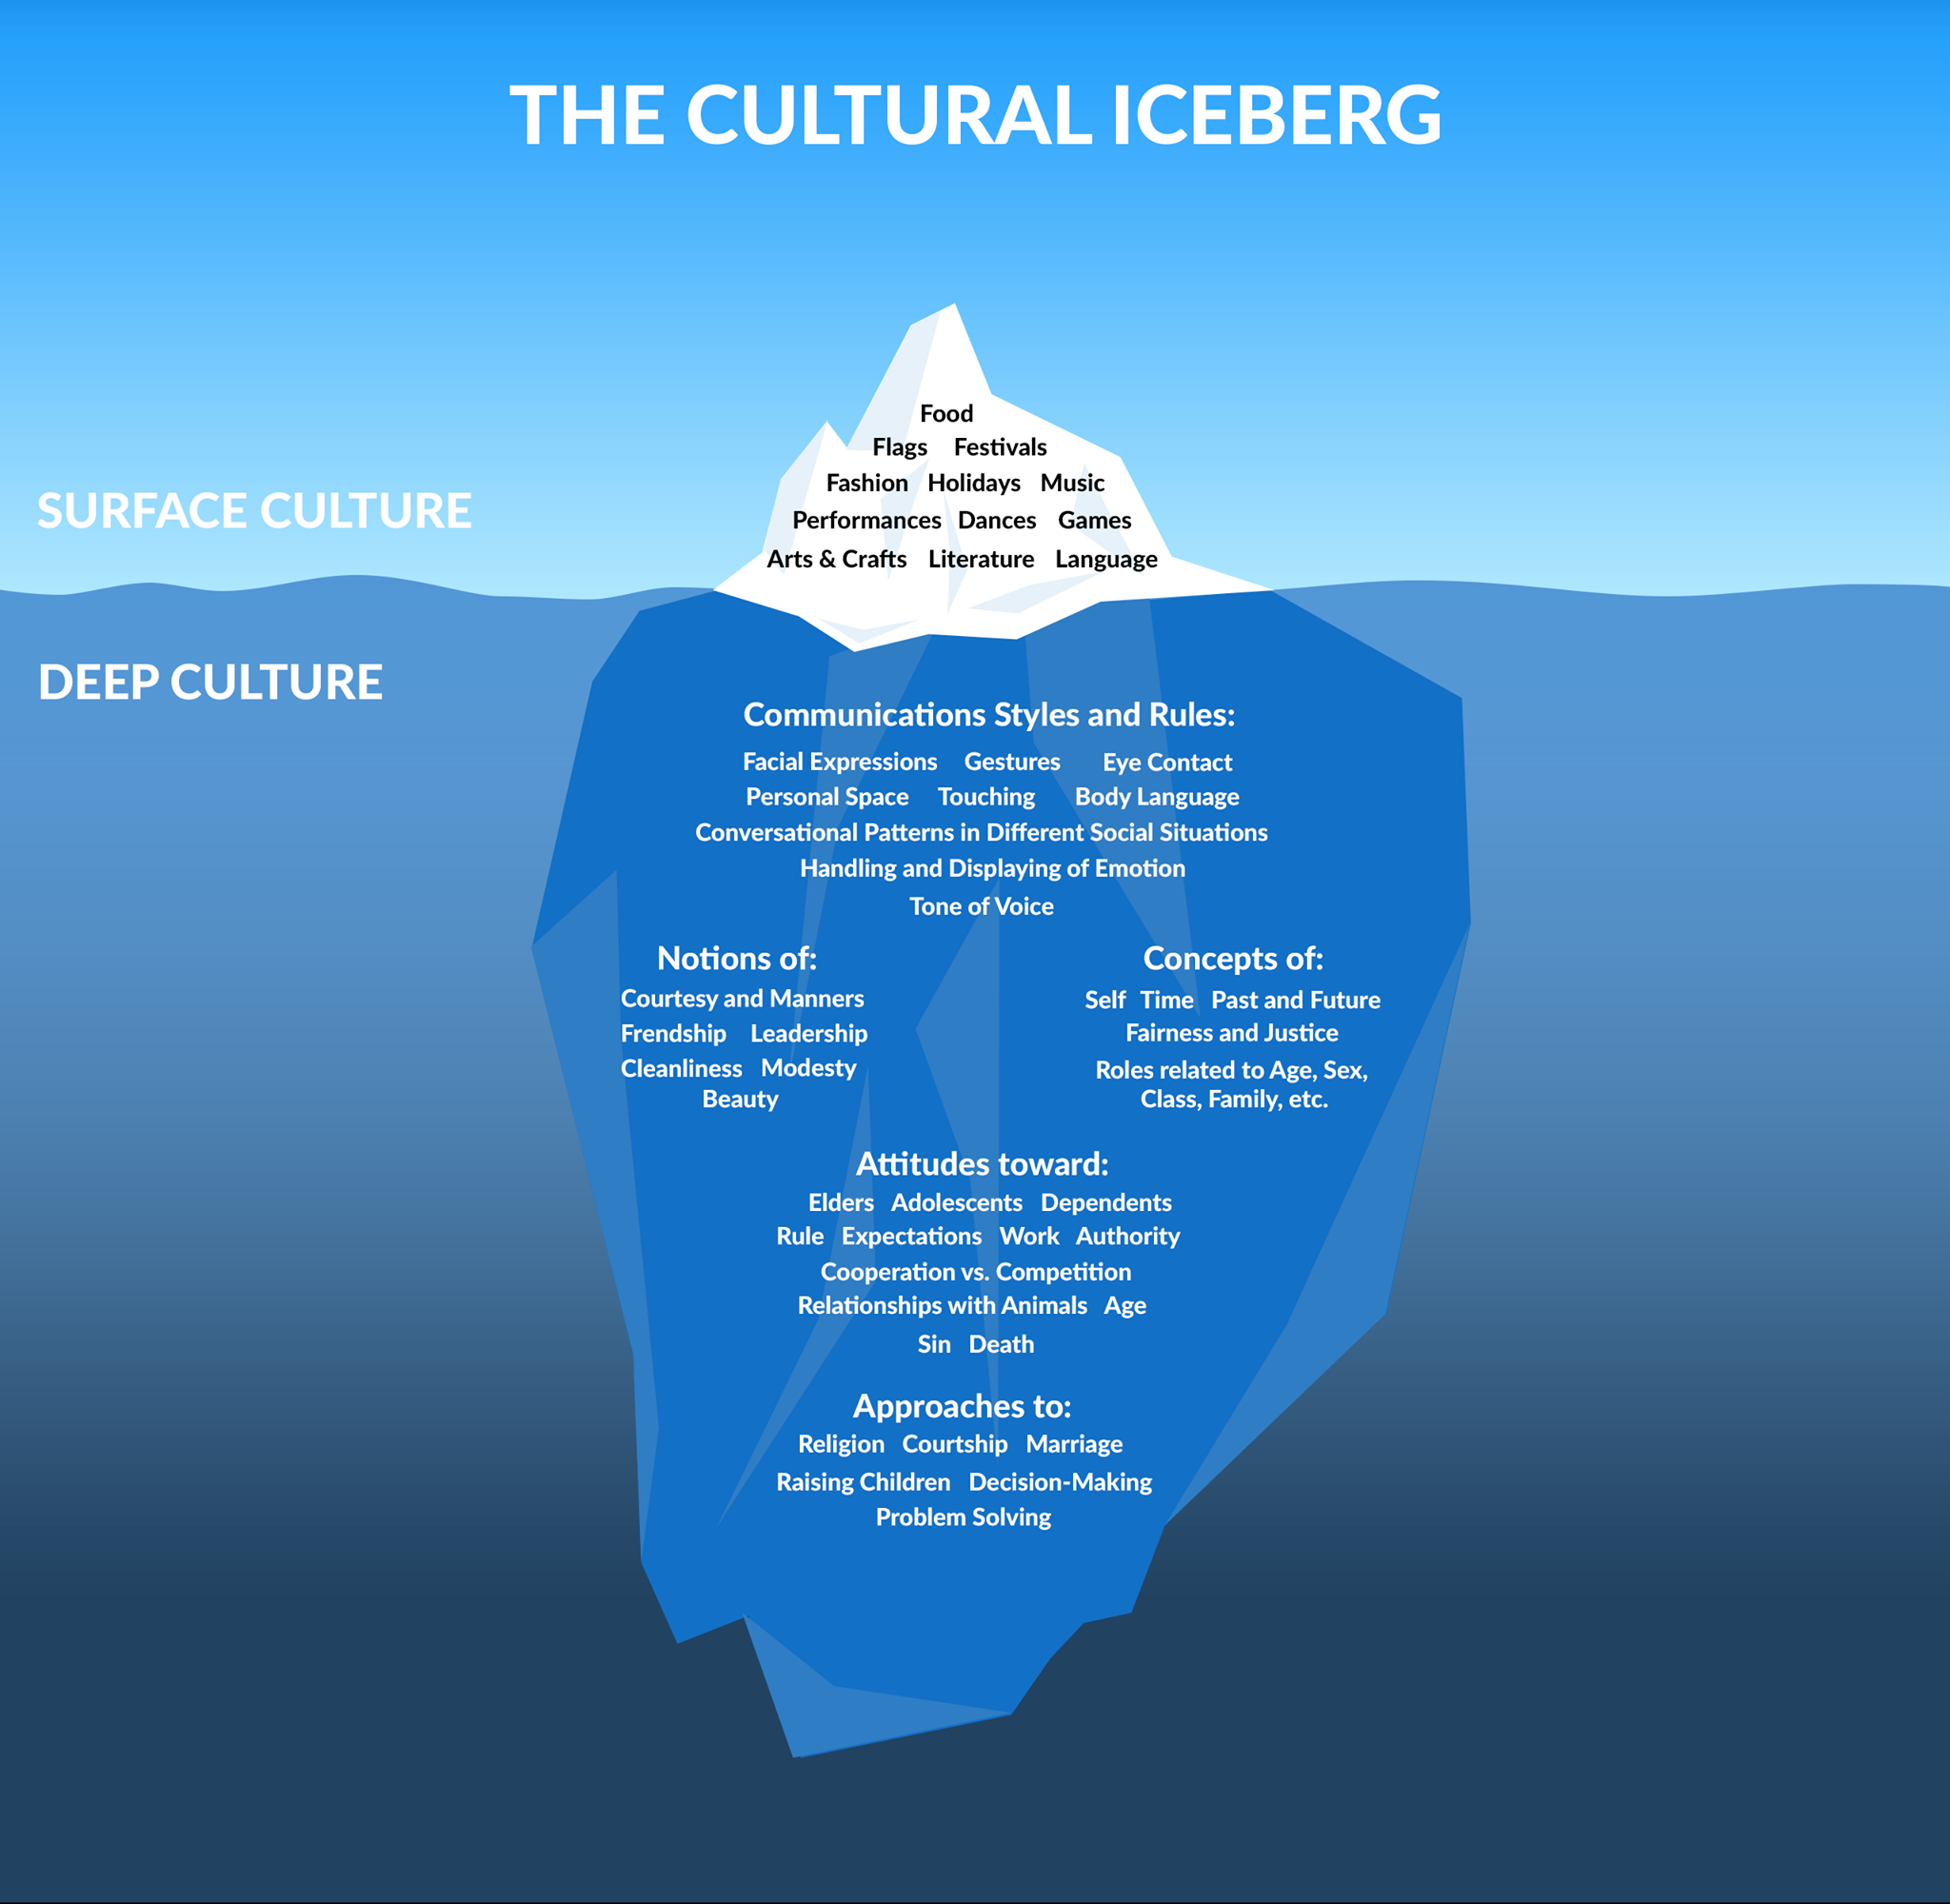 THE CULTURAL ICEBERG
Food
Flags Festivals
Fashion Holidays Music
SURFACE CULTURE
Performances Dances Games
Arts & Crafts Literature Language
DEEP CULTURE
Communications Styles and Rules:
Facial Expressions Gestures Eye Contact
Personal Space Touching Body Language
Conversational Patterns in Different Social Situations
Handling and Displaying of Emotion
Tone of Voice
Notions of:
Courtesy and Manners
Frendship Leadership
Cleanliness Modesty
Beauty
Concepts of:
Self Time Past and Future
Fairness and Justice
Roles related to Age, Sex,
Class, Family, etc.
Attitudes toward:
Elders Adolescents Dependents
Rule Expectations Work Authority
Cooperation vs. Competition
Relationships with Animals Age
Sin Death
Approaches to:
Religion Courtship Marriage
Raising Children Decision-Making
Problem Solving